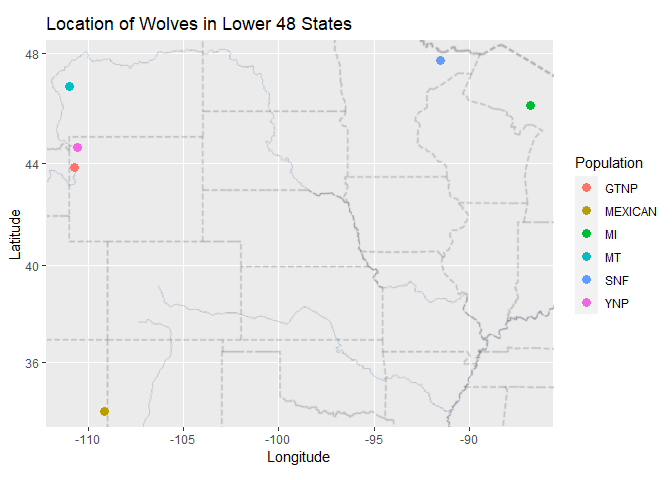 Location of Wolves in Lower 48 States
48
44
40
36
Latitude
-110
-105
-100
-95
-90
Longitude
Population
GTNP
MEXICAN
MI
MT
SNF
YNP